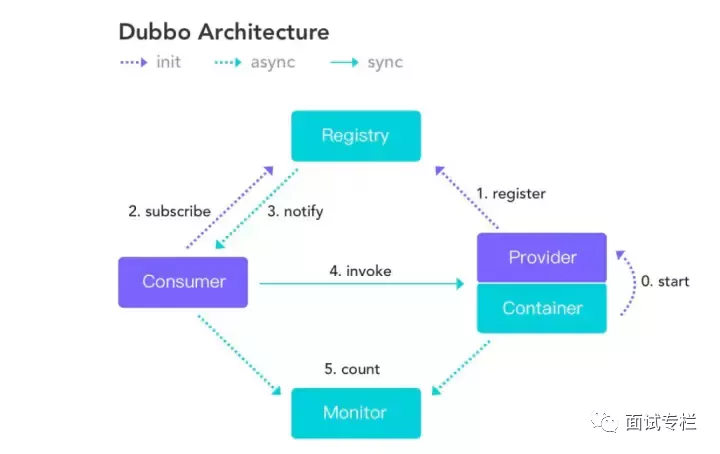 Dubbo Architecture
init async sync
Registry
1. register
2. subscribe
3. notify
Provider
Consumer
4. invoke
0. start
Container
5. count
Monitor
面试专栏